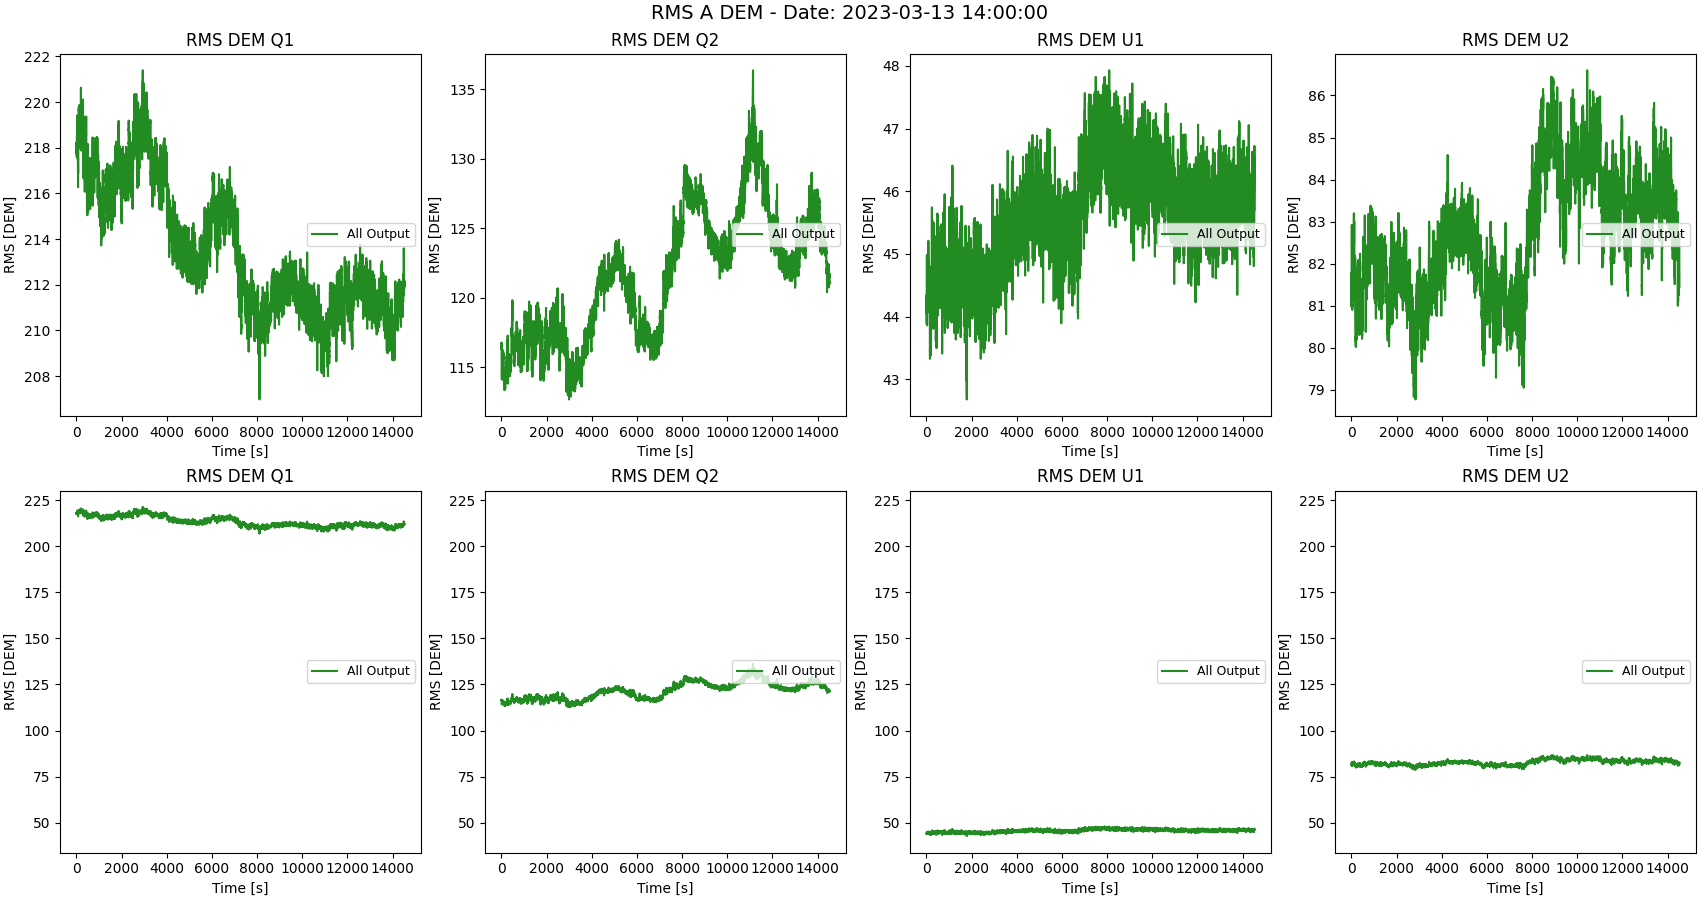 RMS A DEM - Date: 2023-03-13 14:00:00
RMS DEM Q1
RMS [DEM]
222
220
218
216
214
212
210
208
All Output
0 2000 4000 6000 8000 10000 12000 14000
Time [s]
RMS DEM Q2
RMS [DEM]
135
130
125
120
115
All Output
0 2000 4000 6000 8000 10000 12000 14000
Time [s]
RMS DEM U1
RMS [DEM]
48
47
46
45
44
43
All Output
0 2000 4000 6000 8000 10000 12000 14000
Time [s]
RMS DEM U2
RMS [DEM]
86
85
84
83
82
81
80
79
All Output
0 2000 4000 6000 8000 10000 12000 14000
Time [s]
RMS DEM Q1
RMS [DEM]
225
200
175
150
125
100
75
50
All Output
0 2000 4000 6000 8000 10000 12000 14000
Time [s]
RMS DEM Q2
RMS [DEM]
225
200
175
150
125
100
75
50
All Output
0 2000 4000 6000 8000 10000 12000 14000
Time [s]
RMS DEM U1
RMS [DEM]
225
200
175
150
125
100
75
50
All Output
0 2000 4000 6000 8000 10000 12000 14000
Time [s]
RMS DEM U2
RMS [DEM]
225
200
175
150
125
100
75
50
All Output
0 2000 4000 6000 8000 10000 12000 14000
Time [s]